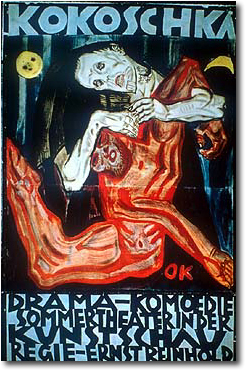 KOKOSCHKA
OK
DRAMA-KOMOEDIE
SOMMERTHEATER IN DER
KUNSTSCHAU
REGIE-ERNST REINHOLD